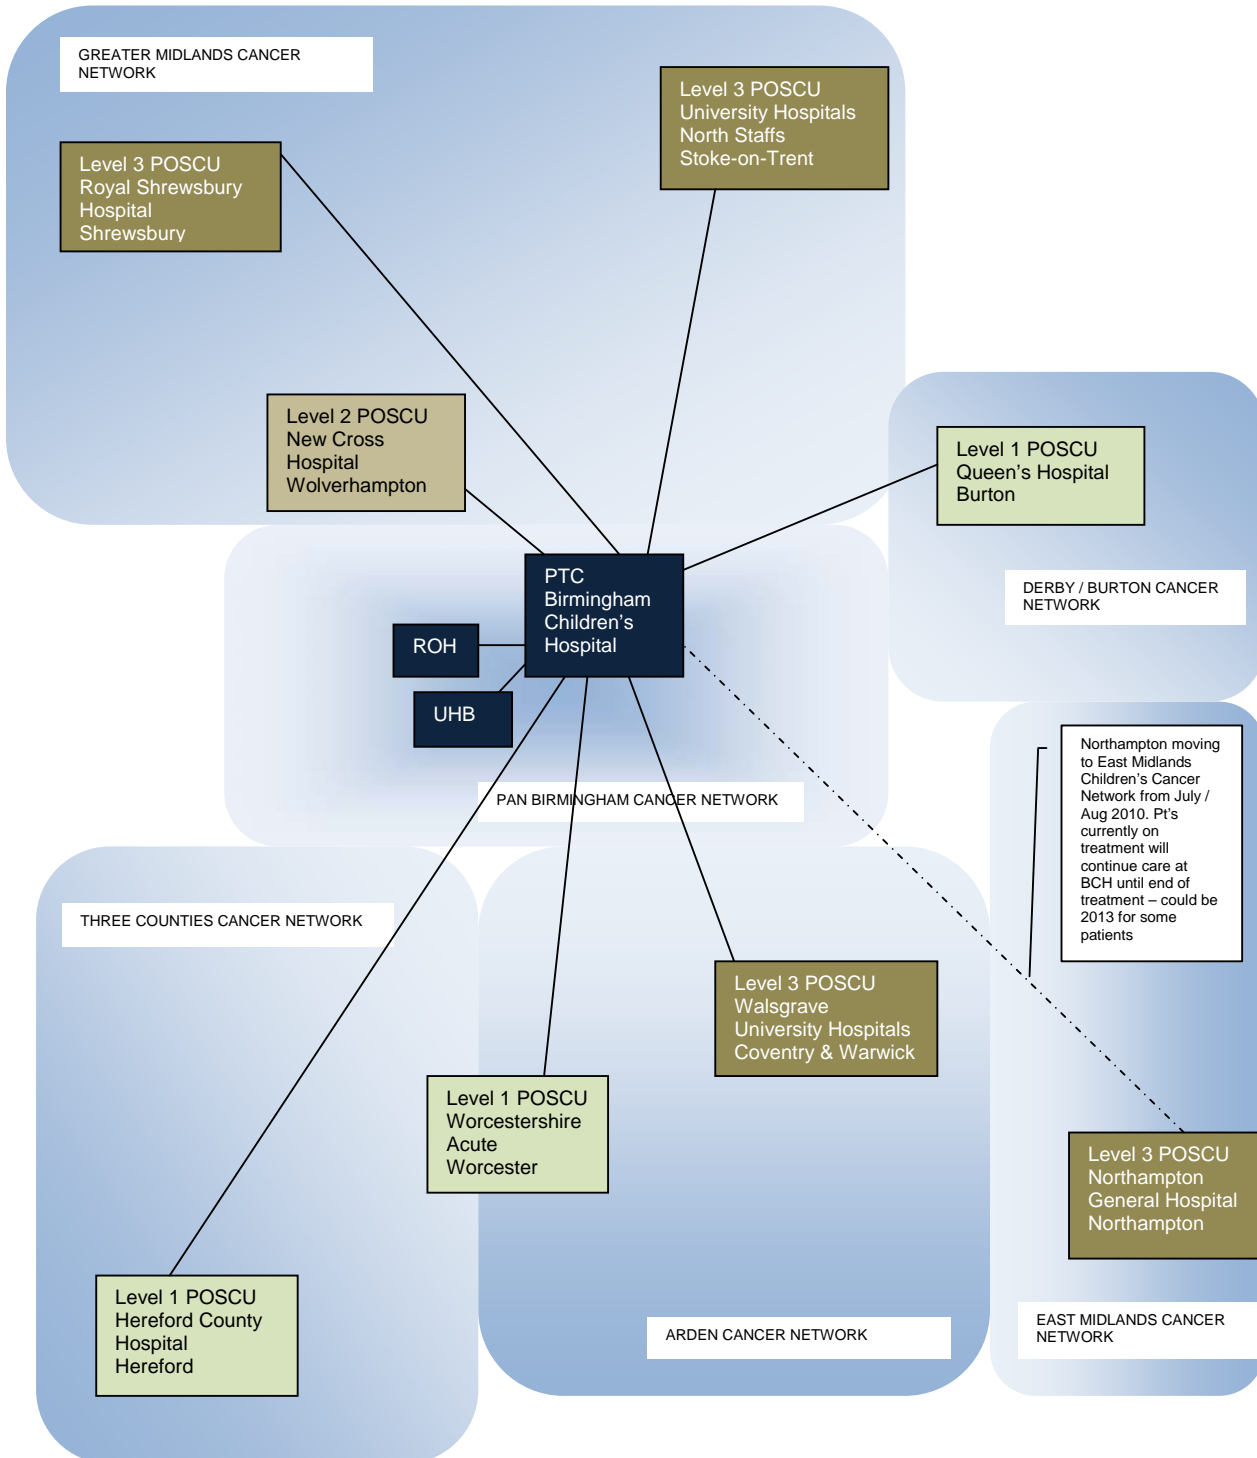 GREATER MIDLANDS CANCER
NETWORK
Level 3 POSCU
University Hospitals
North Staffs
Stoke-on-Trent
Level 3 POSCU
Royal Shrewsbury
Hospital
Shrewsbury
Level 2 POSCU
New Cross
Hospital
Wolverhampton
Level 1 POSCU
Queen’s Hospital
Burton
PTC
Birmingham
Children’s
Hospital
DERBY / BURTON CANCER
NETWORK
ROH
UHB
PAN BIRMINGHAM CANCER NETWORK
Northampton moving
to East Midlands
Children’s Cancer
Network from July /
Aug 2010. Pt’s
currently on
treatment will
continue care at
BCH until end of
treatment – could be
2013 for some
patients
THREE COUNTIES CANCER NETWORK
Level 3 POSCU
Walsgrave
University Hospitals
Coventry & Warwick
Level 1 POSCU
Worcestershire
Acute
Worcester
Level 3 POSCU
Northampton
General Hospital
Northampton
Level 1 POSCU
Hereford County
Hospital
Hereford
ARDEN CANCER NETWORK
EAST MIDLANDS CANCER
NETWORK